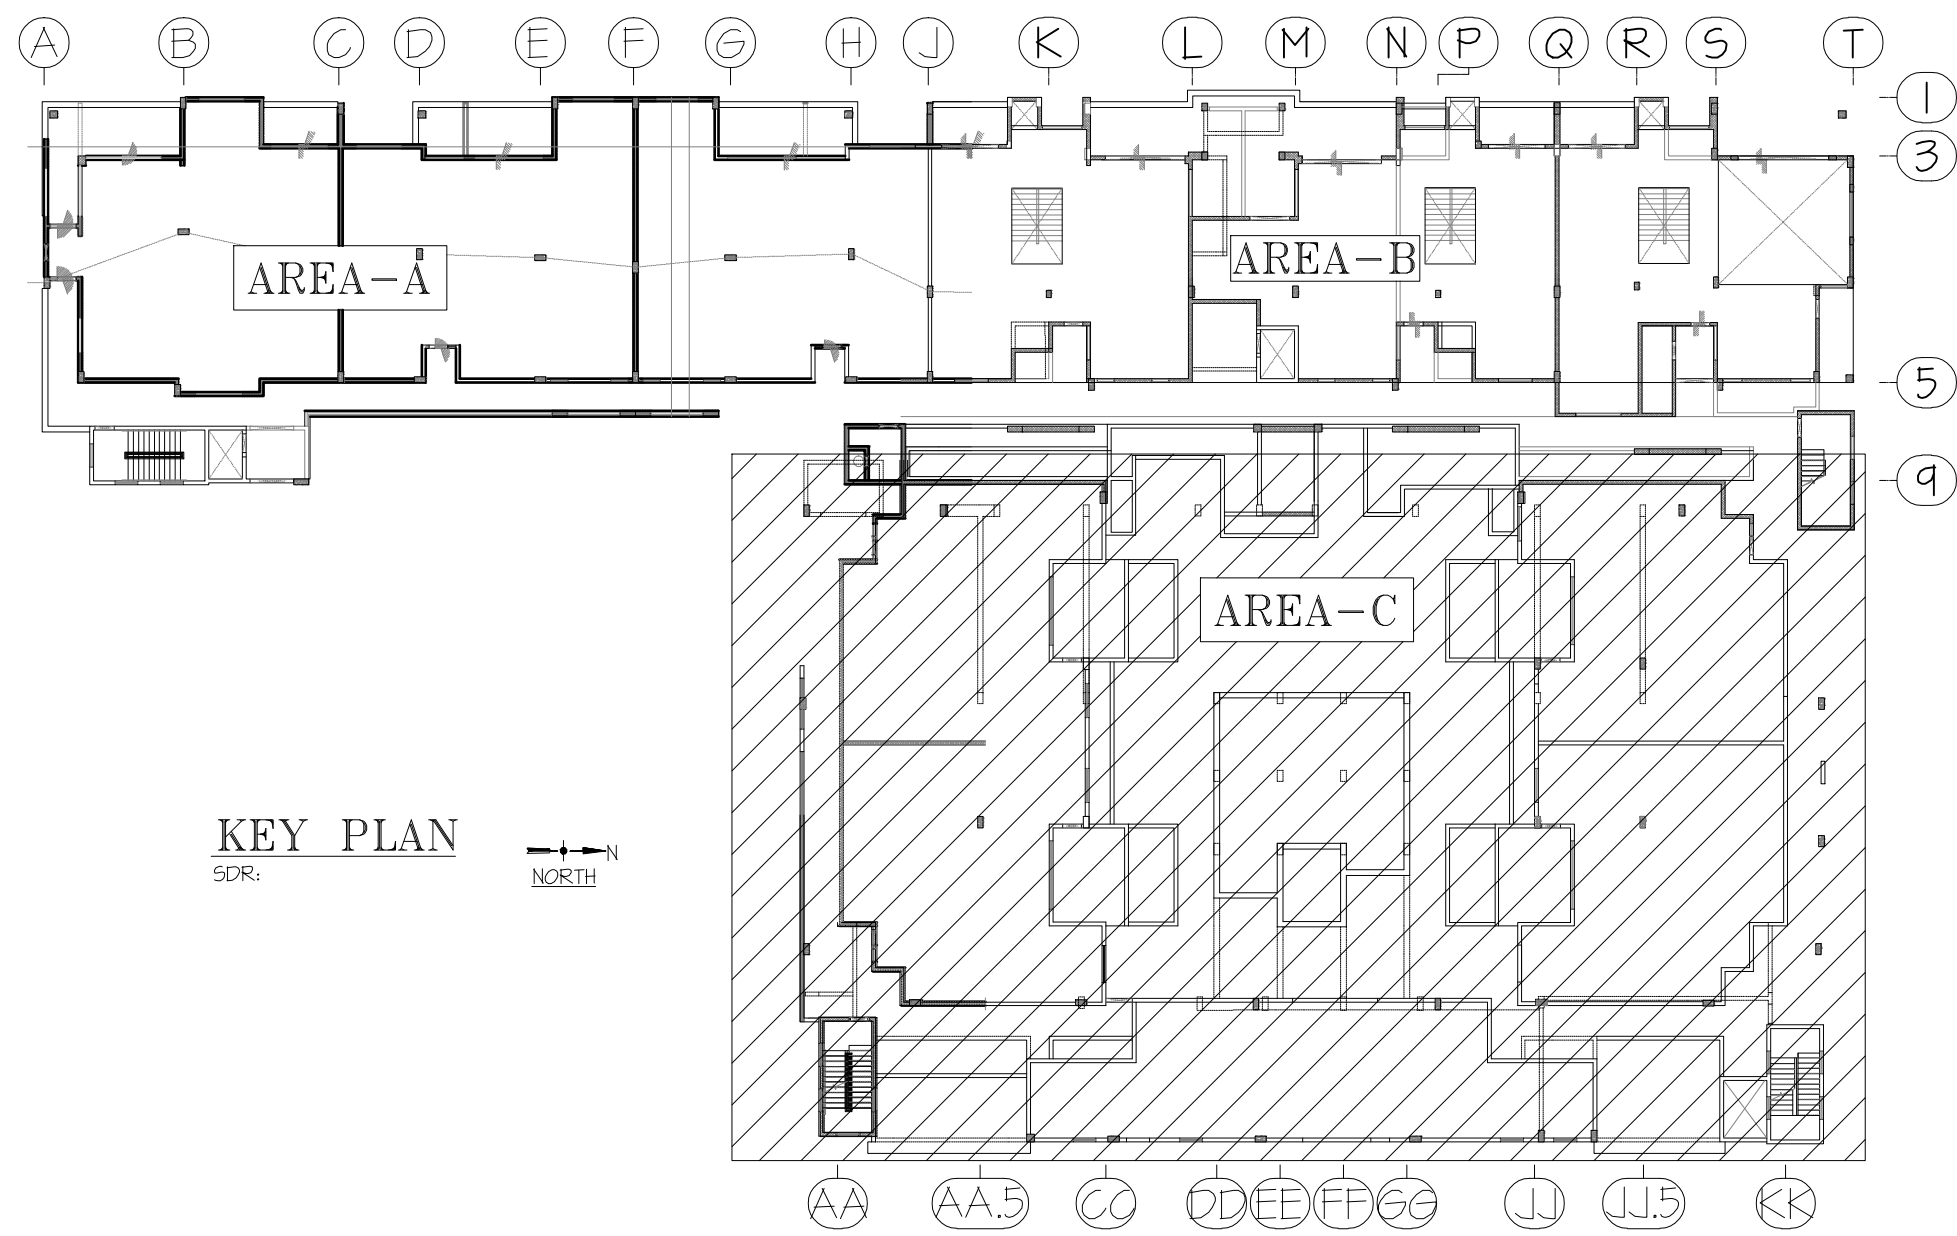 A B C D E F G H J K L M N P Q R S T
1
3
AREA-A
AREA-B
5
9
AREA-C
KEY PLAN
SDR:
N
NORTH
AA AA.5 CC DD EE FF GG JJ JJ.5 KK